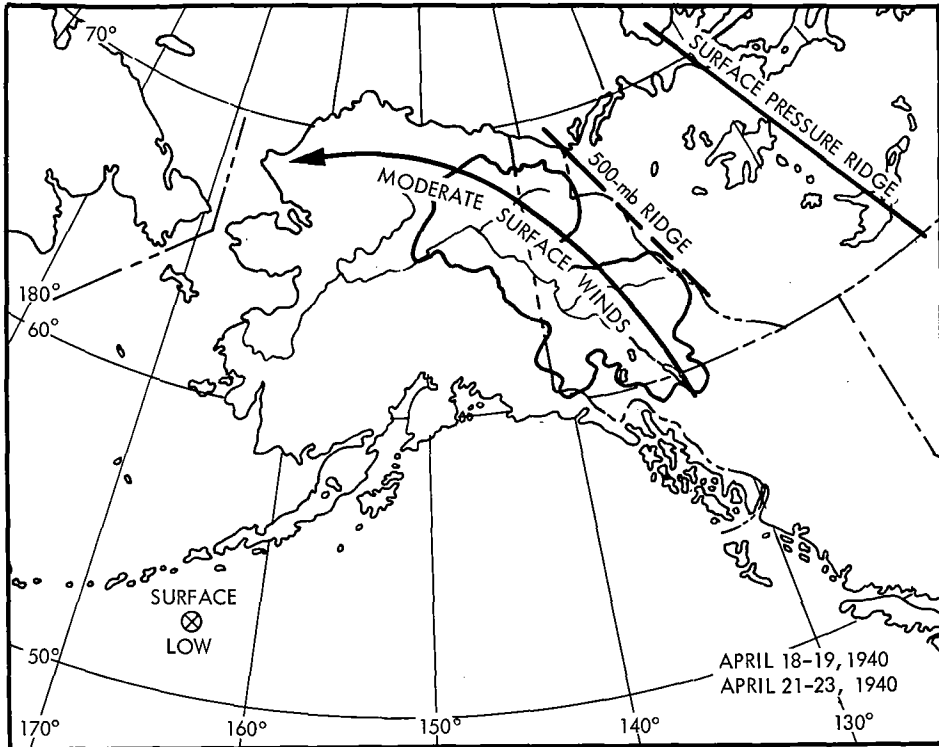 70°
SURFACE PRESSURE RIDGE
500-mb RIDGE
MODERATE SURFACE WINDS
180°
60°
SURFACE
LOW
50°
APRIL 18-19, 1940
APRIL 21-23, 1940
170°
160°
150°
140°
130°